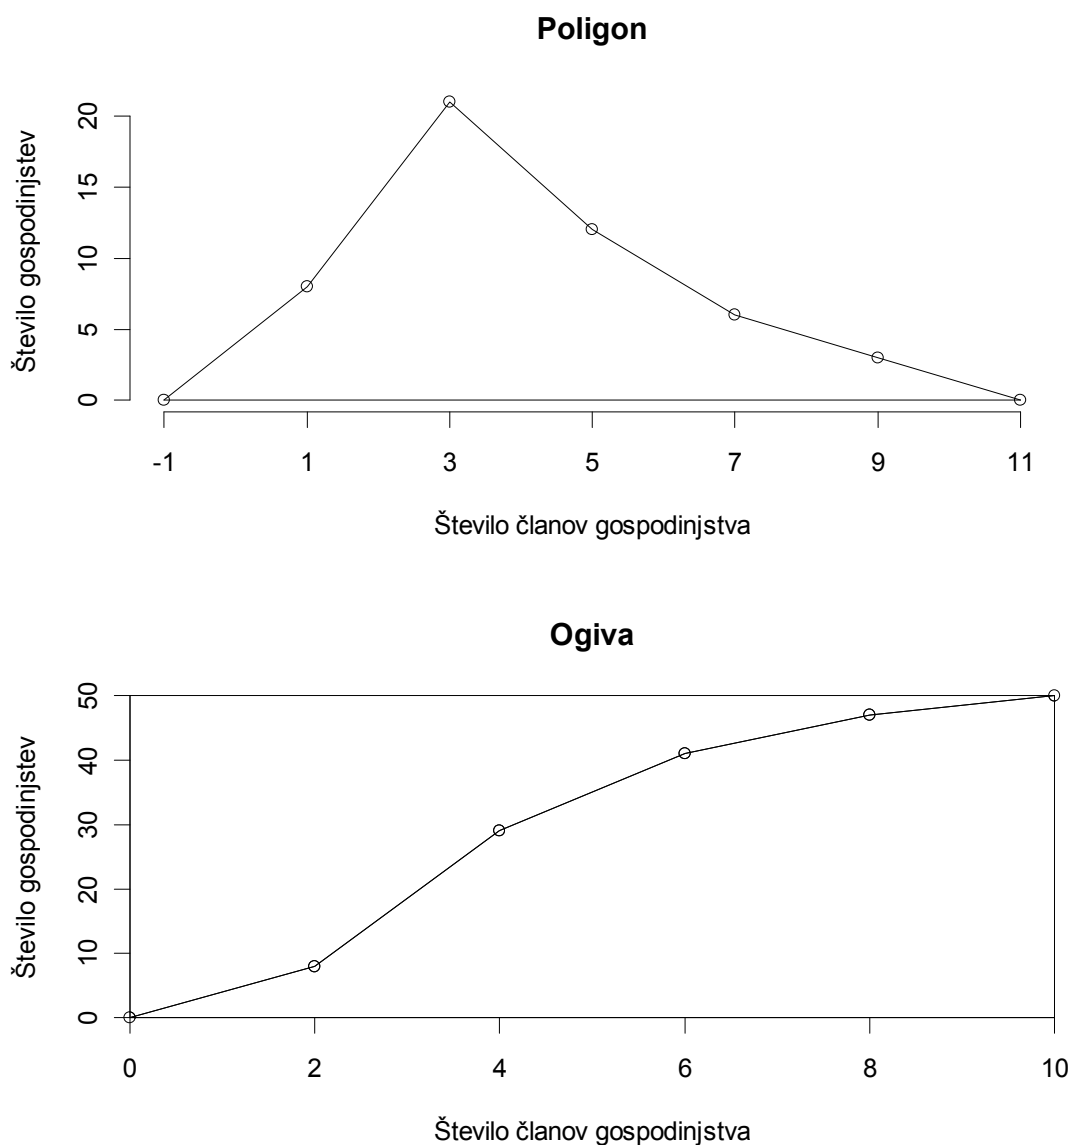 Poligon
Število gospodinjstev
20
15
10
5
0
-1 1 3 5 7 9 11
Število članov gospodinjstva
Ogiva
Število gospodinjstev
50
40
30
20
10
0
0 2 4 6 8 10
Število članov gospodinjstva